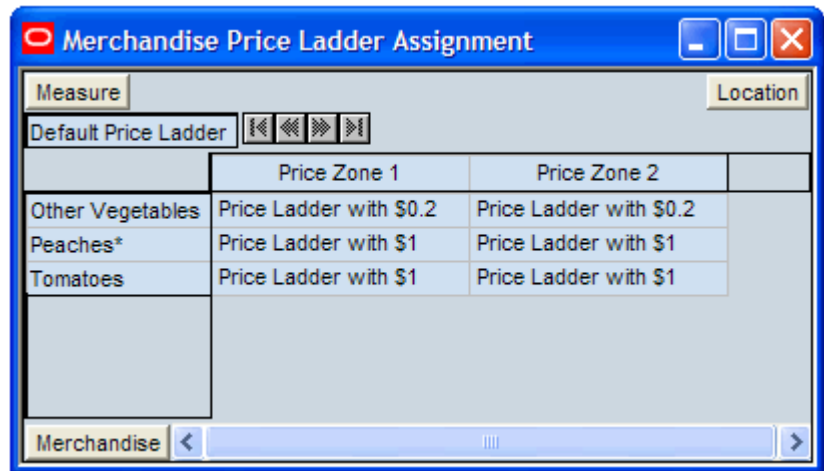 Merchandise Price Ladder Assignment
Measure Location
Default Price Ladder
Price Zone 1 Price Zone 2
Other Vegetables Price Ladder with $0.2 Price Ladder with $0.2
Peaches* Price Ladder with $1 Price Ladder with $1
Tomatoes Price Ladder with $1 Price Ladder with $1
Merchandise